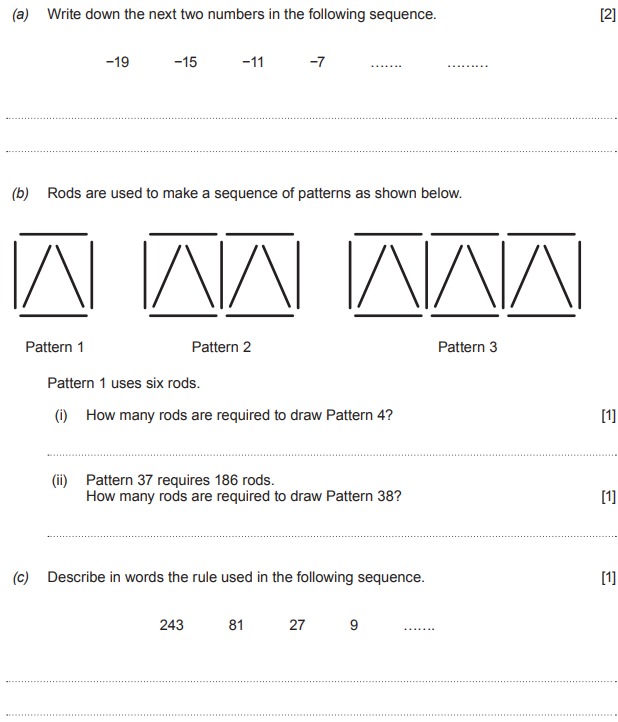 (a) Write down the next two numbers in the following sequence. [2]
−19 −15 −11 −7 ....... .........
(b) Rods are used to make a sequence of patterns as shown below.
Pattern 1 Pattern 2 Pattern 3
Pattern 1 uses six rods.
(i) How many rods are required to draw Pattern 4? [1]
(ii) Pattern 37 requires 186 rods.
How many rods are required to draw Pattern 38? [1]
(c) Describe in words the rule used in the following sequence. [1]
243 81 27 9 .......